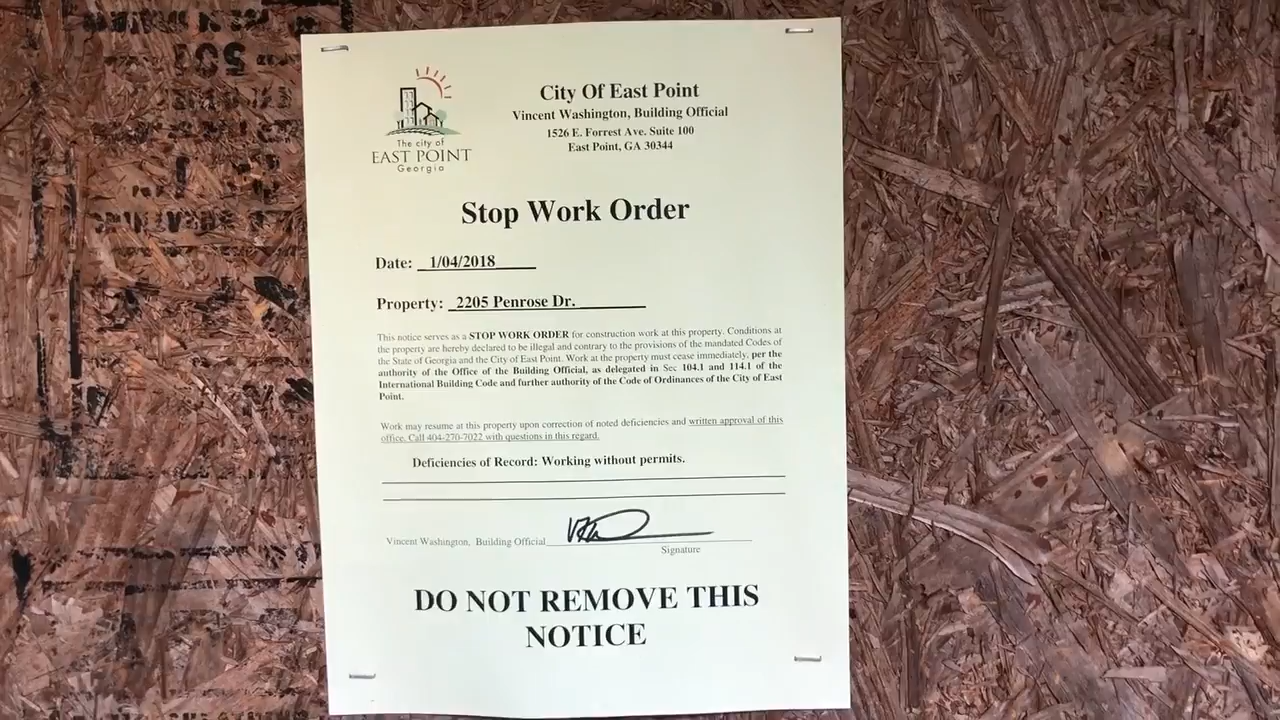 The city of
EAST POINT
Georgia
City Of East Point
Vincent Washington, Building Official
1526 E. Forrest Ave. Suite 100
East Point, GA 30344
Stop Work Order
Date: 1/04/2018
Property: 2205 Penrose Dr.
This notice serves as a STOP WORK ORDER for construction work at this property. Conditions at
the property are hereby declared to be illegal and contrary to the provisions of the mandated Codes of
the State of Georgia and the City of East Point. Work at the property must cease immediately, per the
authority of the Office of the Building Official, as delegated in Sec 104.1 and 114.1 of the
International Building Code and further authority of the Code of Ordinances of the City of East
Point.
Work may resume at this property upon correction of noted deficiencies and written approval of this
office. Call 404-270-7022 with questions in this regard.
Deficiencies of Record: Working without permits.
Vincent Washington, Building Official
Signature
DO NOT REMOVE THIS
NOTICE